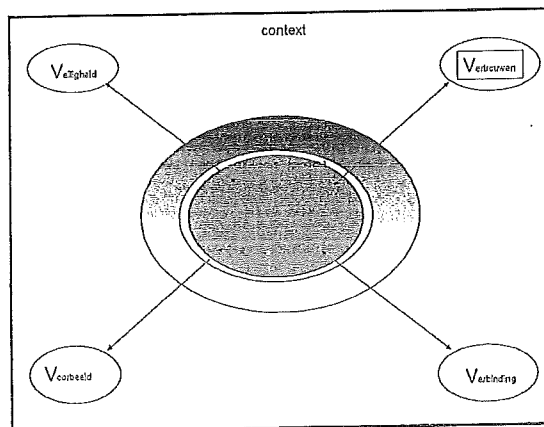 context
Veiligheid
Vertrouwen
Voorbeeld
Verbinding